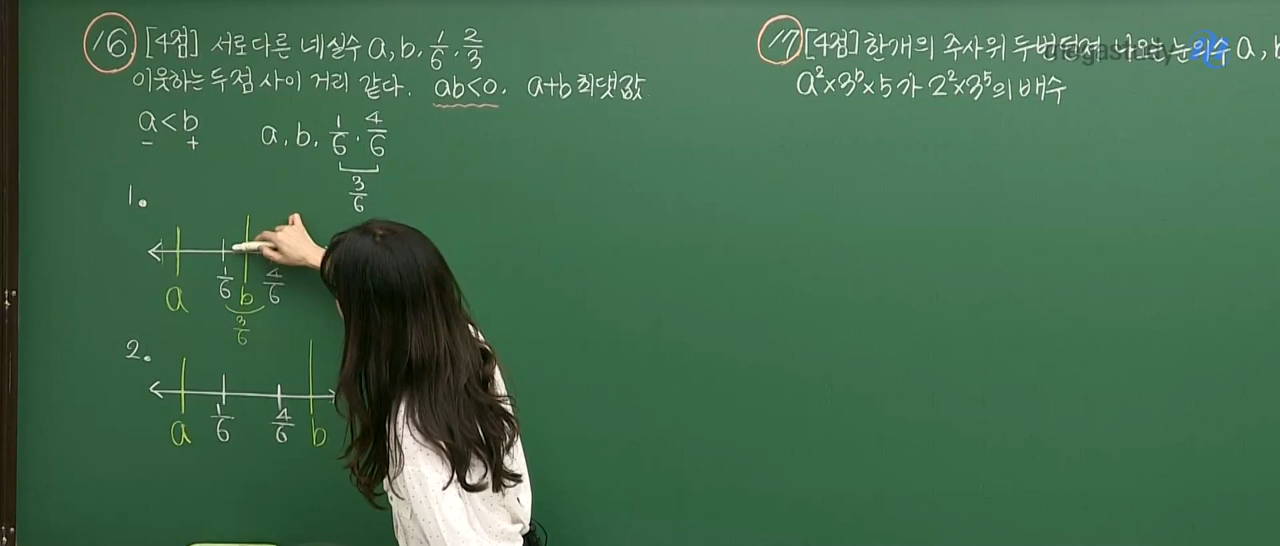 16. [4점] 서로다른 네실수 a, b, 1/6, 2/3
이웃하는 두점 사이 거리 같다. ab<0. a+b 최댓값
a<b
- +
a, b, 1/6, 4/6
3/6
1.
a 1/6 b 4/6
3/6
2.
a 1/6 4/6 b
17 [4점] 한개의 주사위 두번던져 나오는 눈의수 a, b
a²×3ᵇ×5가 2²×3⁵의 배수
megastudy